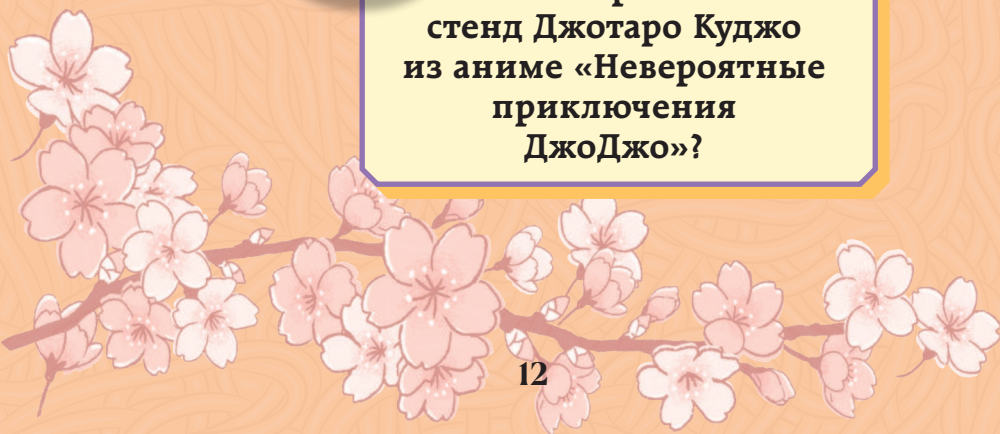 стенд Джотаро Куджо
из аниме «Невероятные
приключения
ДжоДжо»?
12